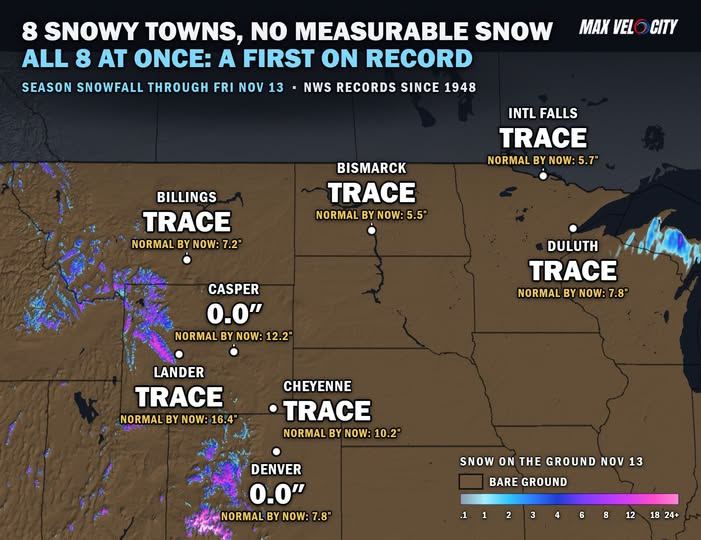 8 SNOWY TOWNS, NO MEASURABLE SNOW
MAX VELOCITY
ALL 8 AT ONCE: A FIRST ON RECORD
SEASON SNOWFALL THROUGH FRI NOV 13 • NWS RECORDS SINCE 1948
INTL FALLS
TRACE
NORMAL BY NOW: 5.7"
BISMARCK
TRACE
NORMAL BY NOW: 5.5"
BILLINGS
TRACE
NORMAL BY NOW: 7.2"
DULUTH
TRACE
NORMAL BY NOW: 7.8"
CASPER
0.0"
NORMAL BY NOW: 12.2"
LANDER
TRACE
NORMAL BY NOW: 16.4"
CHEYENNE
TRACE
NORMAL BY NOW: 10.2"
DENVER
0.0"
NORMAL BY NOW: 7.8"
SNOW ON THE GROUND NOV 13
BARE GROUND
.1 1 2 3 4 6 8 12 18 24+